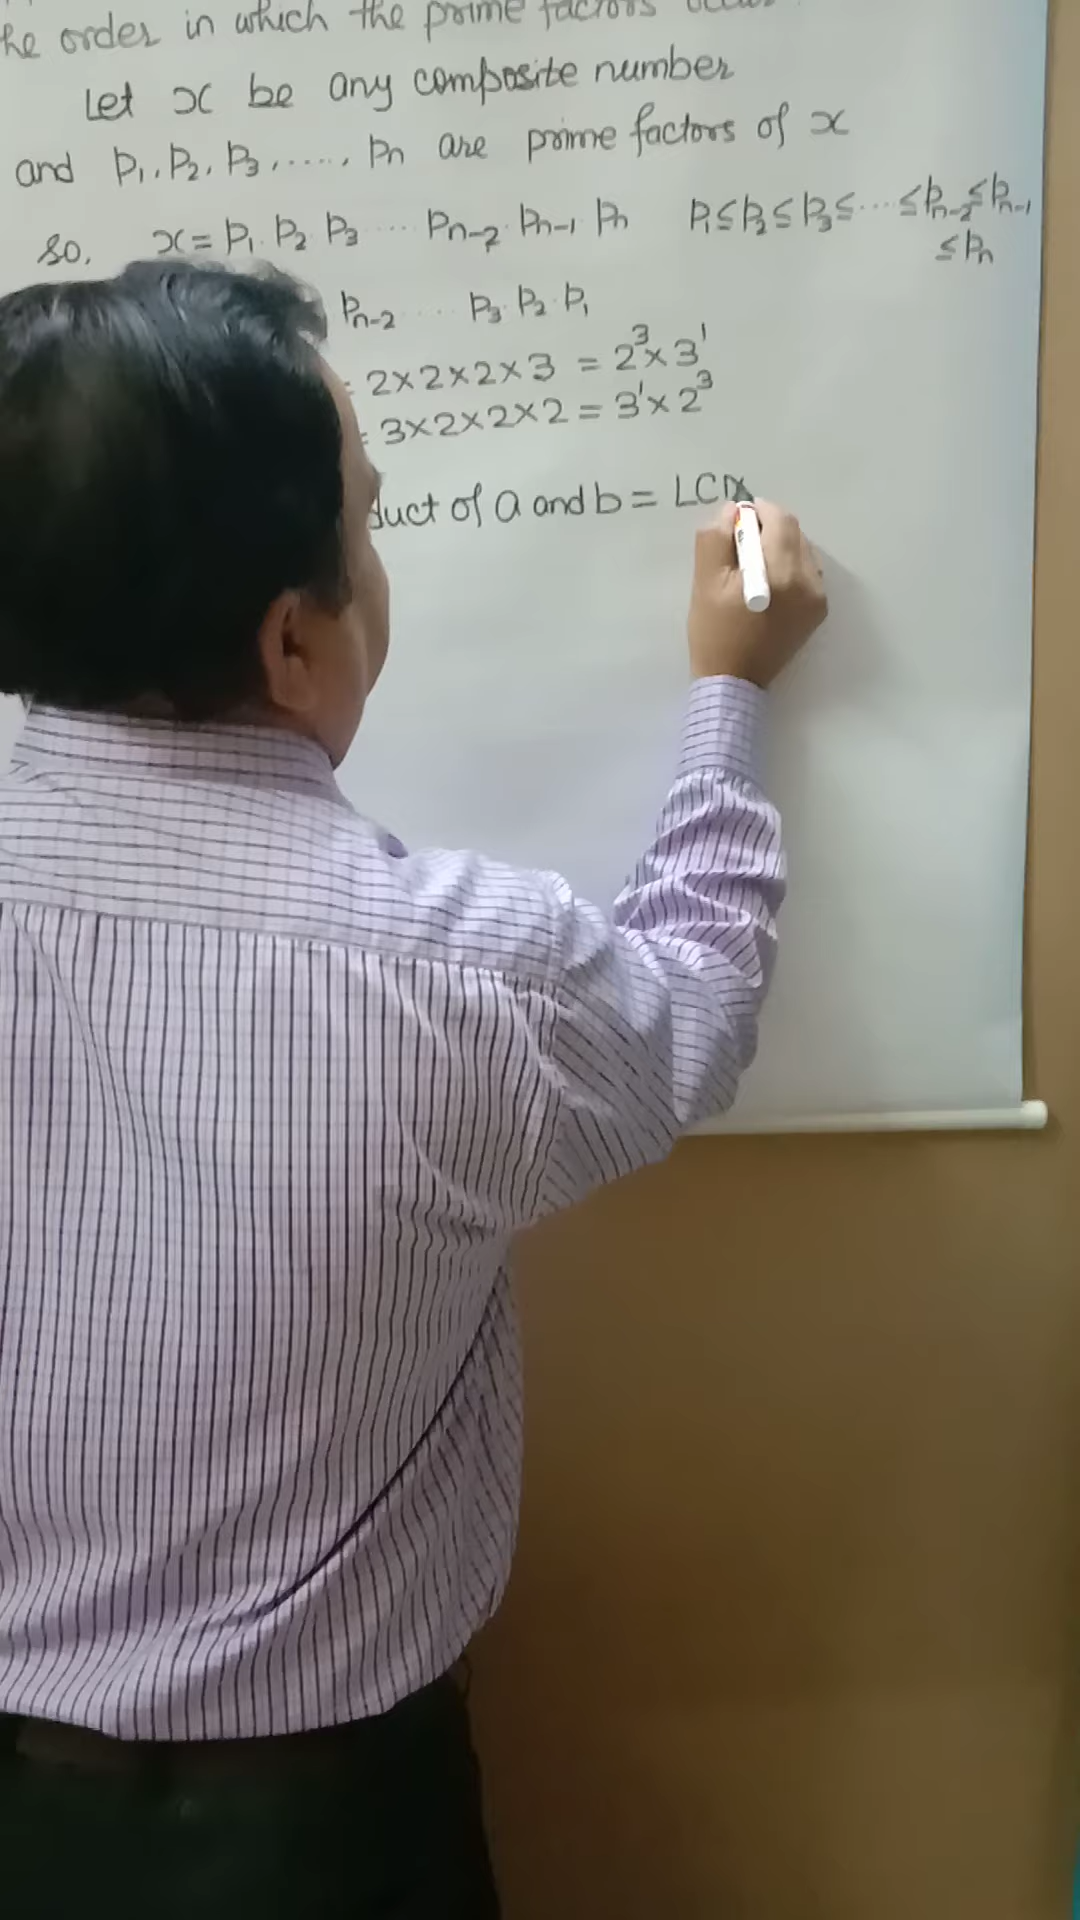 he order in which the prime factors
Let x be any composite number
and p₁, p₂, p₃, ....., pn are prime factors of x
so, x = p₁ · p₂ · p₃ ···· pn-2 · pn-1 · pn p₁ ≤ p₂ ≤ p₃ ≤ ··· ≤ pn-2 ≤ pn-1
≤ pn
pn-2 ···· p₃ · p₂ · p₁
= 2×2×2×3 = 2³×3¹
= 3×2×2×2 = 3¹×2³
duct of a and b = LC